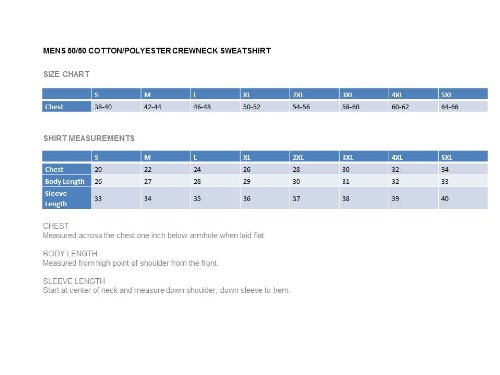 MENS 50/50 COTTON/POLYESTER CREWNECK SWEATSHIRT
SIZE CHART
S M L XL 2XL 3XL 4XL 5XL
Chest 38-40 42-44 46-48 50-52 54-56 58-60 60-62 64-66
SHIRT MEASUREMENTS
S M L XL 2XL 3XL 4XL 5XL
Chest 20 22 24 26 28 30 32 34
Body Length 26 27 28 29 30 31 32 33
Sleeve
Length 33 34 35 36 37 38 39 40
CHEST
Measured across the chest one inch below armhole when laid flat.
BODY LENGTH
Measured from high point of shoulder from the front.
SLEEVE LENGTH
Start at center of neck and measure down shoulder, down sleeve to hem.